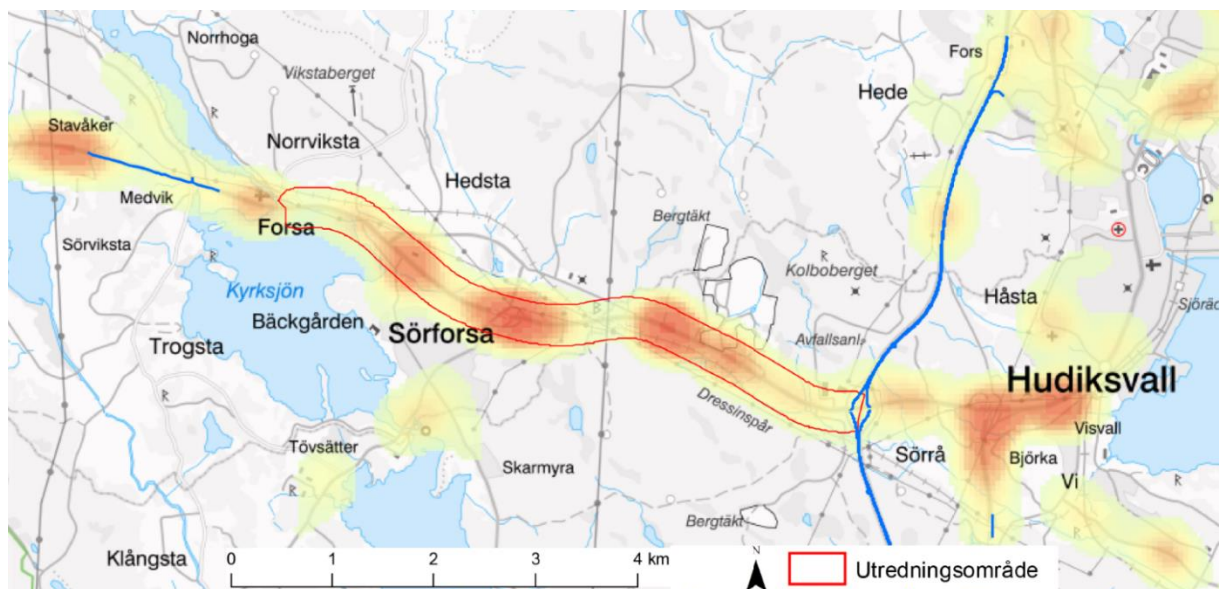 Norrhoga
Vikstaberget
Fors
Hede
Stavåker
Norrviksta
Hedsta
Medvik
Bergtäkt
Forsa
Sörviksta
Kolboberget
Kyrksjön
Håsta
Bäckgården
Sörforsa
Trogsta
Avfallsanl.
Hudiksvall
Dressinspår
Visvall
Tövsätter
Sörrå
Björka
Skarmyra
Vi
Bergtäkt
Klångsta
0 1 2 3 4 km
N
Utredningsområde